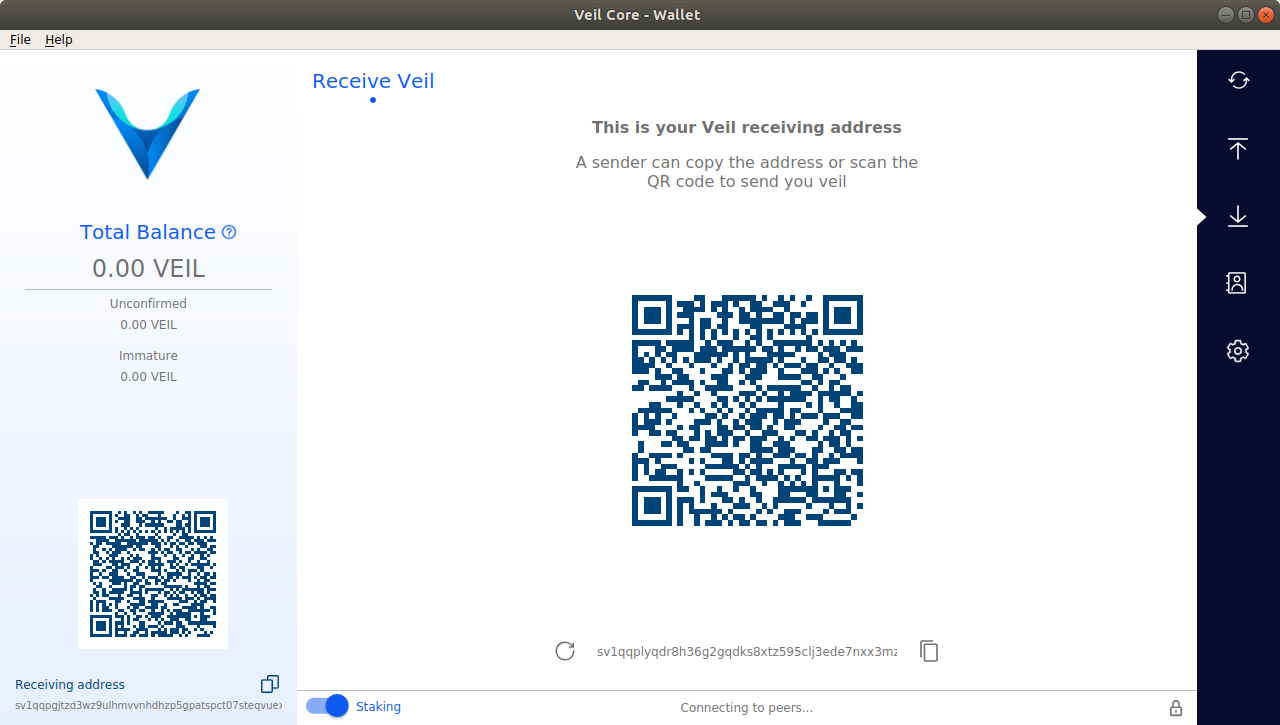 Veil Core - Wallet
File Help
Receive Veil
This is your Veil receiving address
A sender can copy the address or scan the
QR code to send you veil
Total Balance
0.00 VEIL
Unconfirmed
0.00 VEIL
Immature
0.00 VEIL
sv1qqplyqdr8h36g2gqdks8xtz595clj3ede7nxx3mz
Receiving address
sv1qqpgjtzd3wz9ulhmvvnhdhzp5gpatspct07steqvuex
Staking
Connecting to peers...